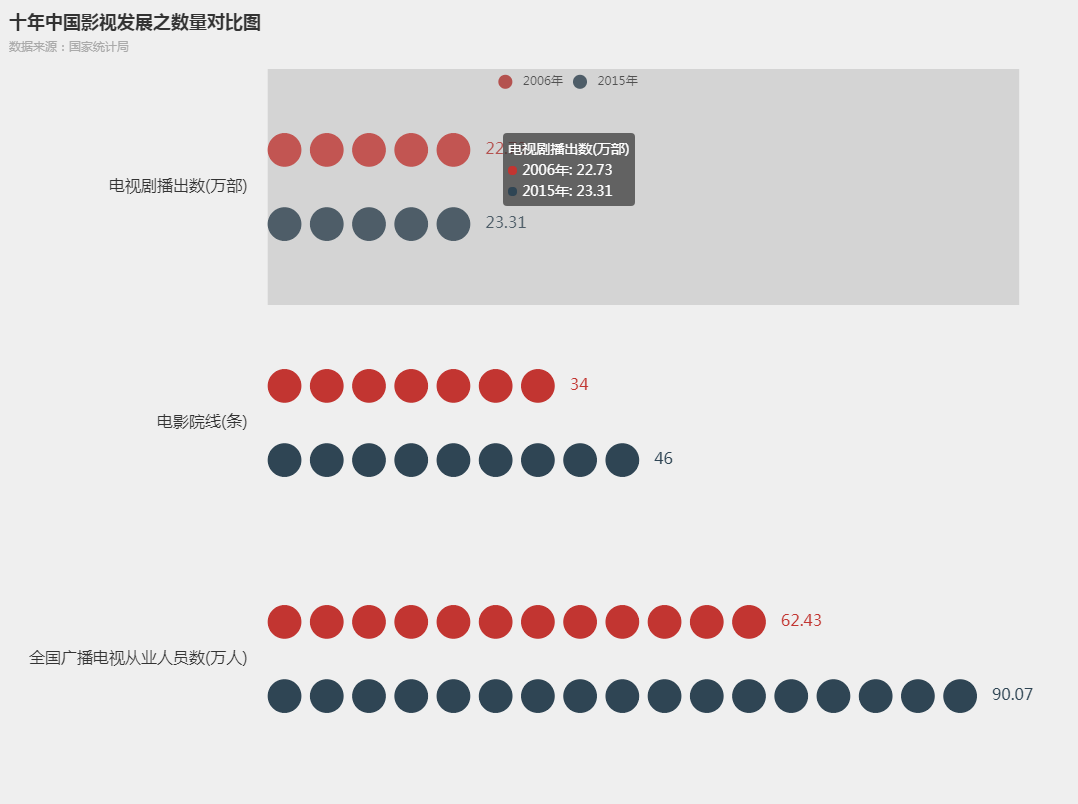 十年中国影视发展之数量对比图
数据来源：国家统计局
2006年 2015年
电视剧播出数(万部)
22
电视剧播出数(万部)
2006年: 22.73
2015年: 23.31
23.31
电影院线(条)
34
46
全国广播电视从业人员数(万人)
62.43
90.07